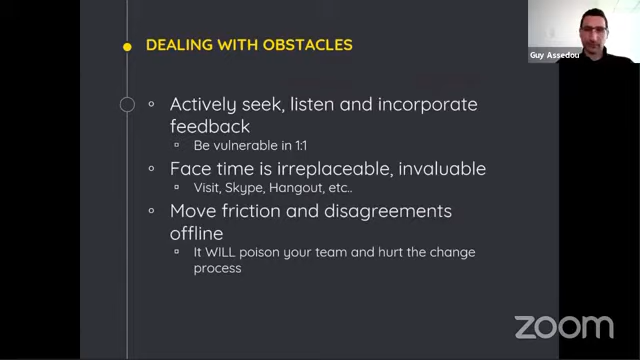 DEALING WITH OBSTACLES
Guy Assedou
Actively seek, listen and incorporate
feedback
Be vulnerable in 1:1
Face time is irreplaceable, invaluable
Visit, Skype, Hangout, etc..
Move friction and disagreements
offline
It WILL poison your team and hurt the change
process
zoom